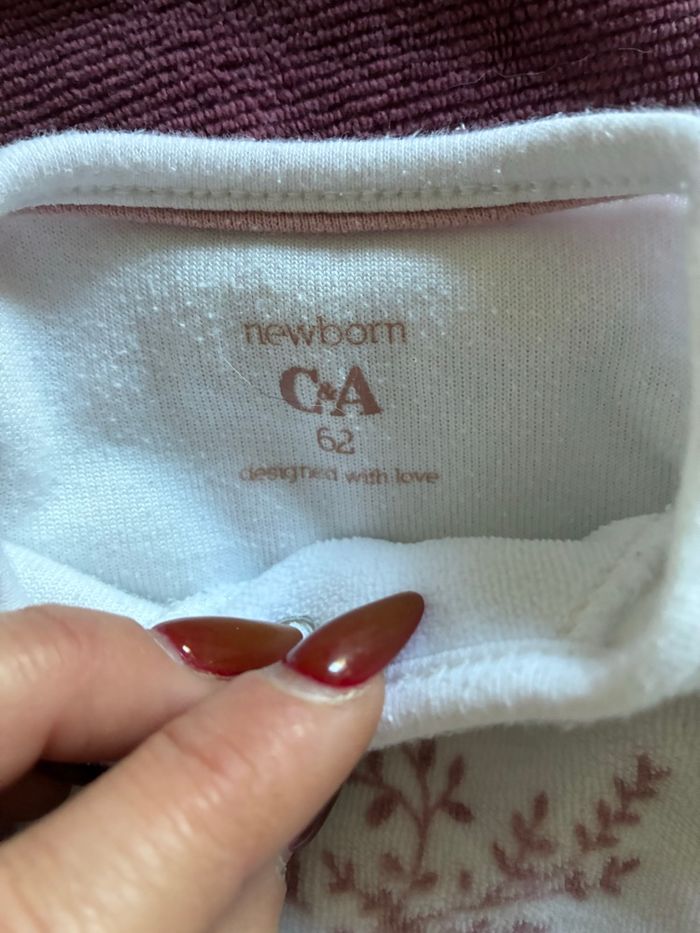 newborn
C&A
62
designed with love